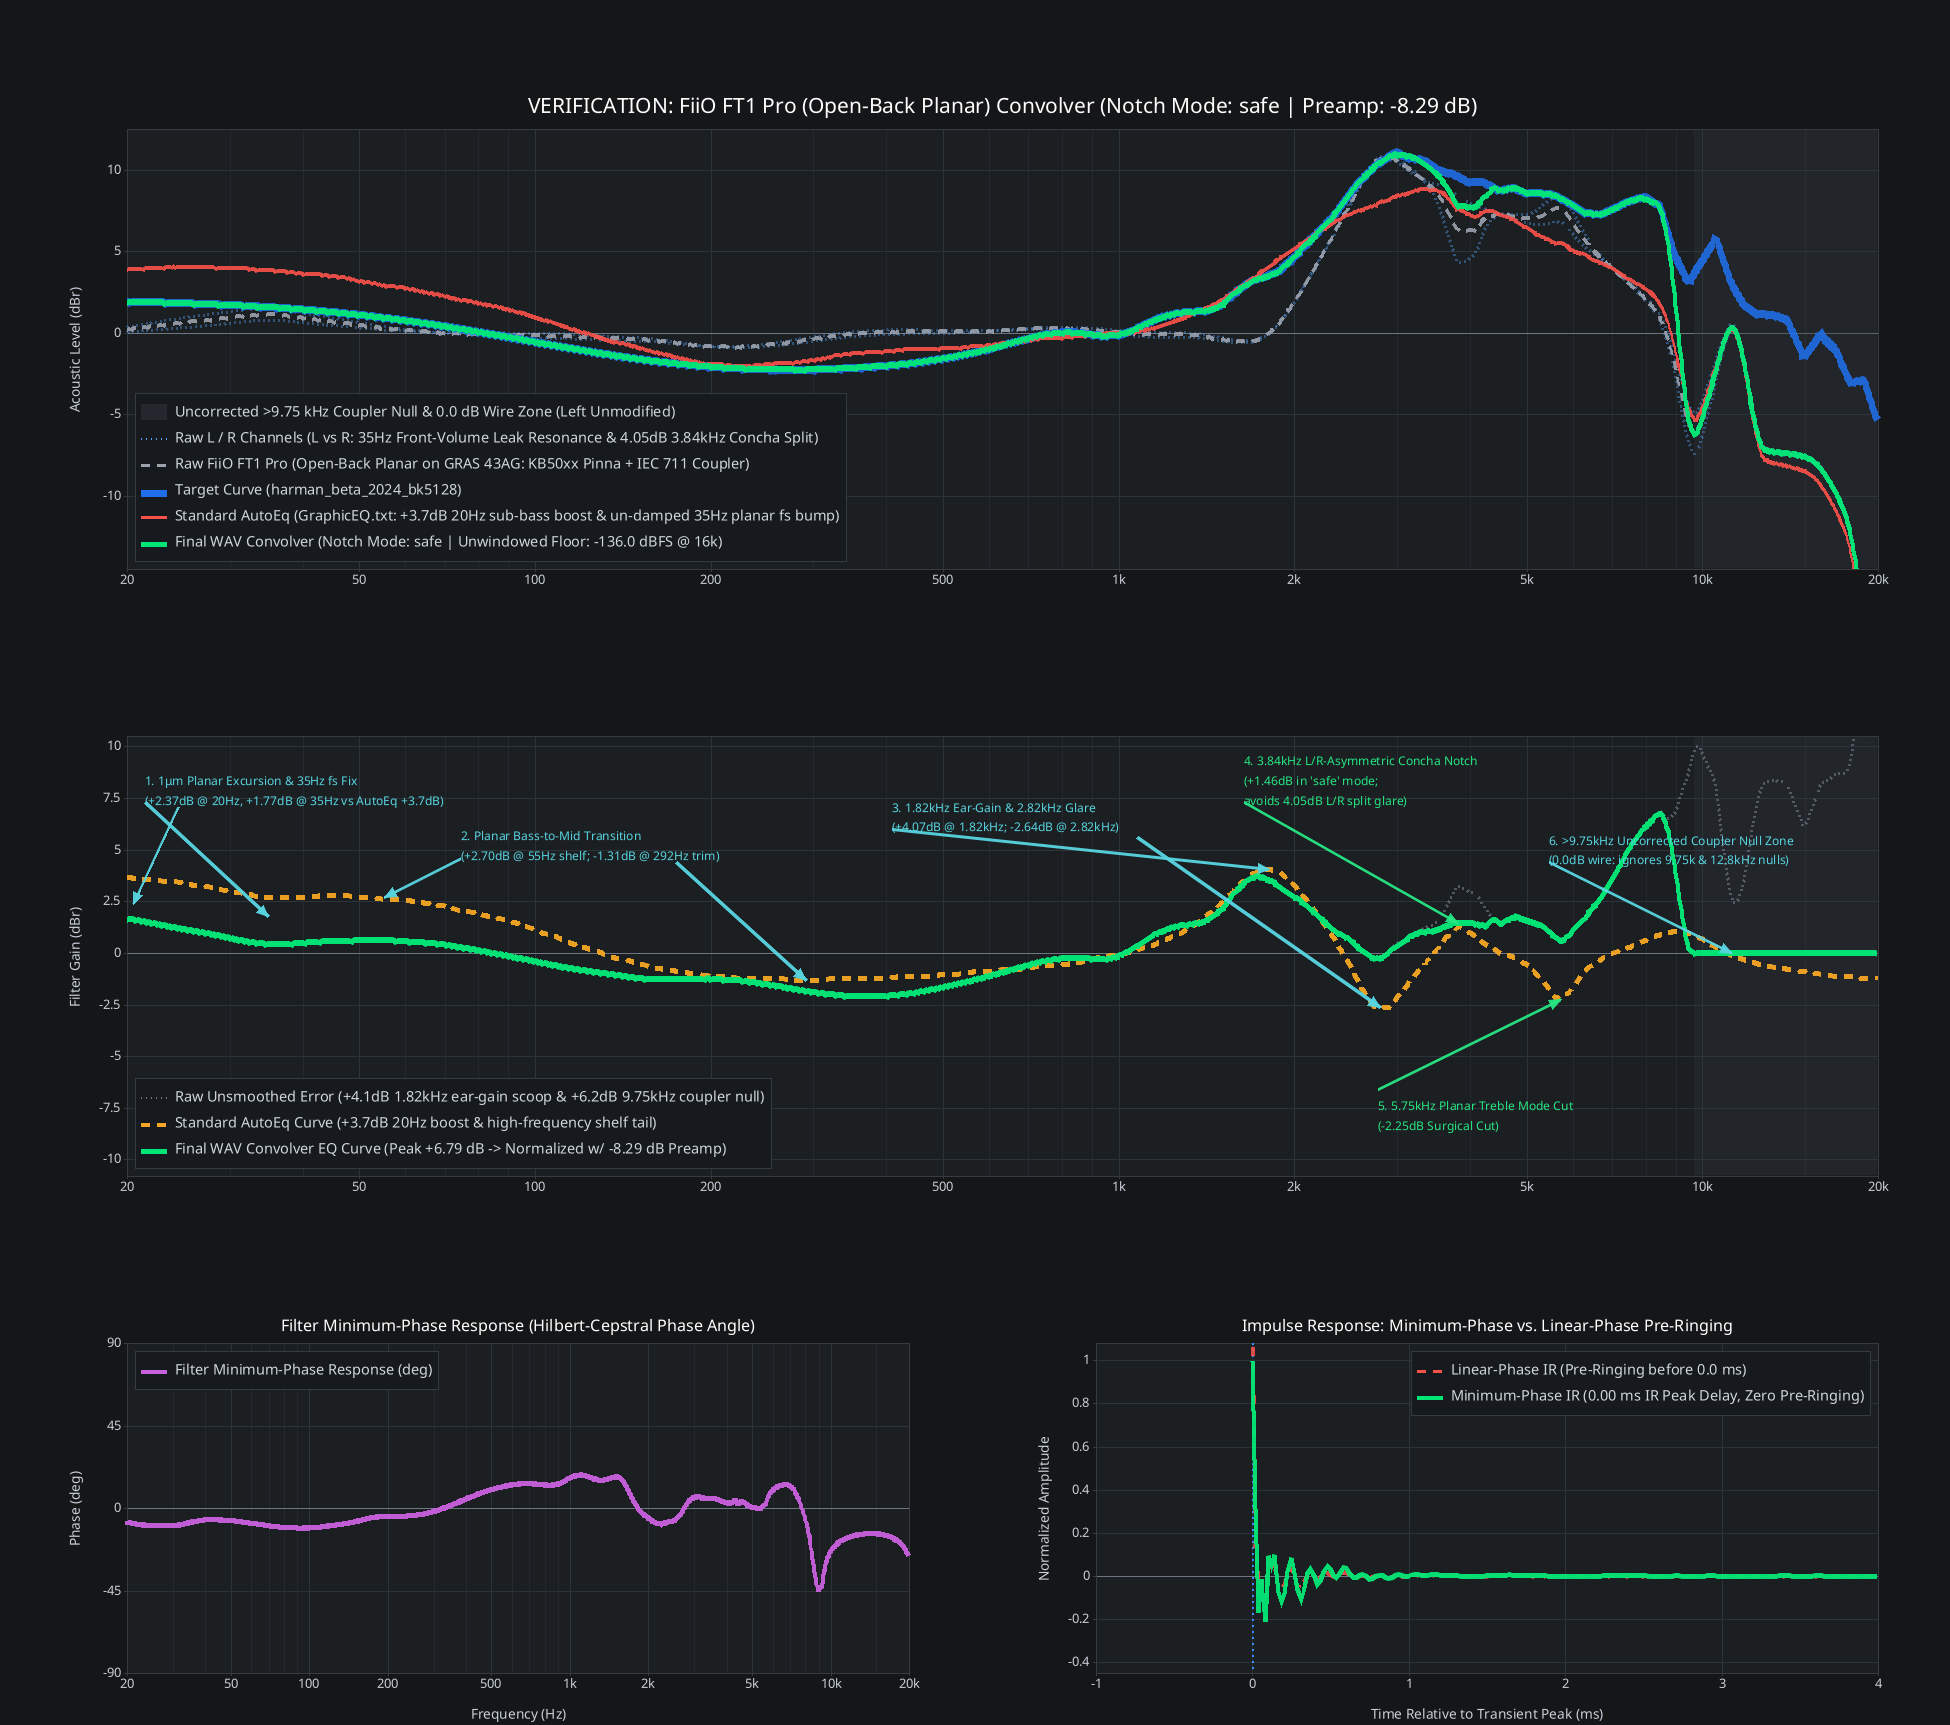 VERIFICATION: FiiO FT1 Pro (Open-Back Planar) Convolver (Notch Mode: safe | Preamp: -8.29 dB)
Acoustic Level (dBr)
10
5
0
-5
-10
Uncorrected >9.75 kHz Coupler Null & 0.0 dB Wire Zone (Left Unmodified)
Raw L / R Channels (L vs R: 35Hz Front-Volume Leak Resonance & 4.05dB 3.84kHz Concha Split)
Raw FiiO FT1 Pro (Open-Back Planar on GRAS 43AG: KB50xx Pinna + IEC 711 Coupler)
Target Curve (harman_beta_2024_bk5128)
Standard AutoEq (GraphicEQ.txt: +3.7dB 20Hz sub-bass boost & un-damped 35Hz planar fs bump)
Final WAV Convolver (Notch Mode: safe | Unwindowed Floor: -136.0 dBFS @ 16k)
20 50 100 200 500 1k 2k 5k 10k 20k
Filter Gain (dBr)
10
7.5
5
2.5
0
-2.5
-5
-7.5
-10
1. 1µm Planar Excursion & 35Hz fs Fix
(+2.37dB @ 20Hz, +1.77dB @ 35Hz vs AutoEq +3.7dB)
2. Planar Bass-to-Mid Transition
(+2.70dB @ 55Hz shelf; -1.31dB @ 292Hz trim)
3. 1.82kHz Ear-Gain & 2.82kHz Glare
(+4.07dB @ 1.82kHz; -2.64dB @ 2.82kHz)
4. 3.84kHz L/R-Asymmetric Concha Notch
(+1.46dB in 'safe' mode;
avoids 4.05dB L/R split glare)
6. >9.75kHz Uncorrected Coupler Null Zone
(0.0dB wire: ignores 9.75k & 12.8kHz nulls)
5. 5.75kHz Planar Treble Mode Cut
(-2.25dB Surgical Cut)
Raw Unsmoothed Error (+4.1dB 1.82kHz ear-gain scoop & +6.2dB 9.75kHz coupler null)
Standard AutoEq Curve (+3.7dB 20Hz boost & high-frequency shelf tail)
Final WAV Convolver EQ Curve (Peak +6.79 dB -> Normalized w/ -8.29 dB Preamp)
20 50 100 200 500 1k 2k 5k 10k 20k
Filter Minimum-Phase Response (Hilbert-Cepstral Phase Angle)
Phase (deg)
90
45
0
-45
-90
Filter Minimum-Phase Response (deg)
20 50 100 200 500 1k 2k 5k 10k 20k
Frequency (Hz)
Impulse Response: Minimum-Phase vs. Linear-Phase Pre-Ringing
Normalized Amplitude
1
0.8
0.6
0.4
0.2
0
-0.2
-0.4
Linear-Phase IR (Pre-Ringing before 0.0 ms)
Minimum-Phase IR (0.00 ms IR Peak Delay, Zero Pre-Ringing)
-1 0 1 2 3 4
Time Relative to Transient Peak (ms)